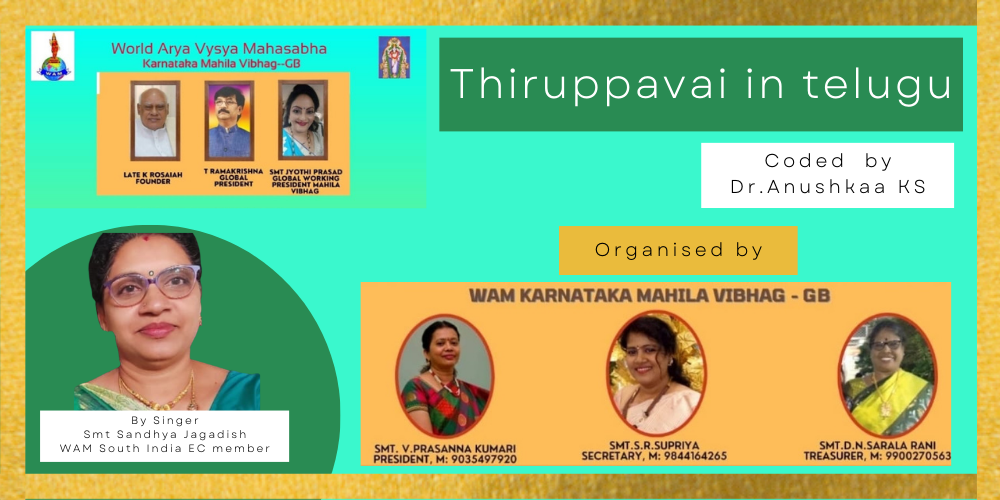 WAM
World Arya Vysya Mahasabha
Karnataka Mahila Vibhag--GB
LATE K ROSAIAH
FOUNDER
T RAMAKRISHNA
GLOBAL
PRESIDENT
SMT JYOTHI PRASAD
GLOBAL WORKING
PRESIDENT MAHILA
VIBHAG
Thiruppavai in telugu
Coded by
Dr.Anushkaa KS
Organised by
WAM KARNATAKA MAHILA VIBHAG - GB
SMT. V.PRASANNA KUMARI
PRESIDENT, M: 9035497920
SMT.S.R.SUPRIYA
SECRETARY, M: 9844164265
SMT.D.N.SARALA RANI
TREASURER, M: 9900270563
By Singer
Smt Sandhya Jagadish
WAM South India EC member